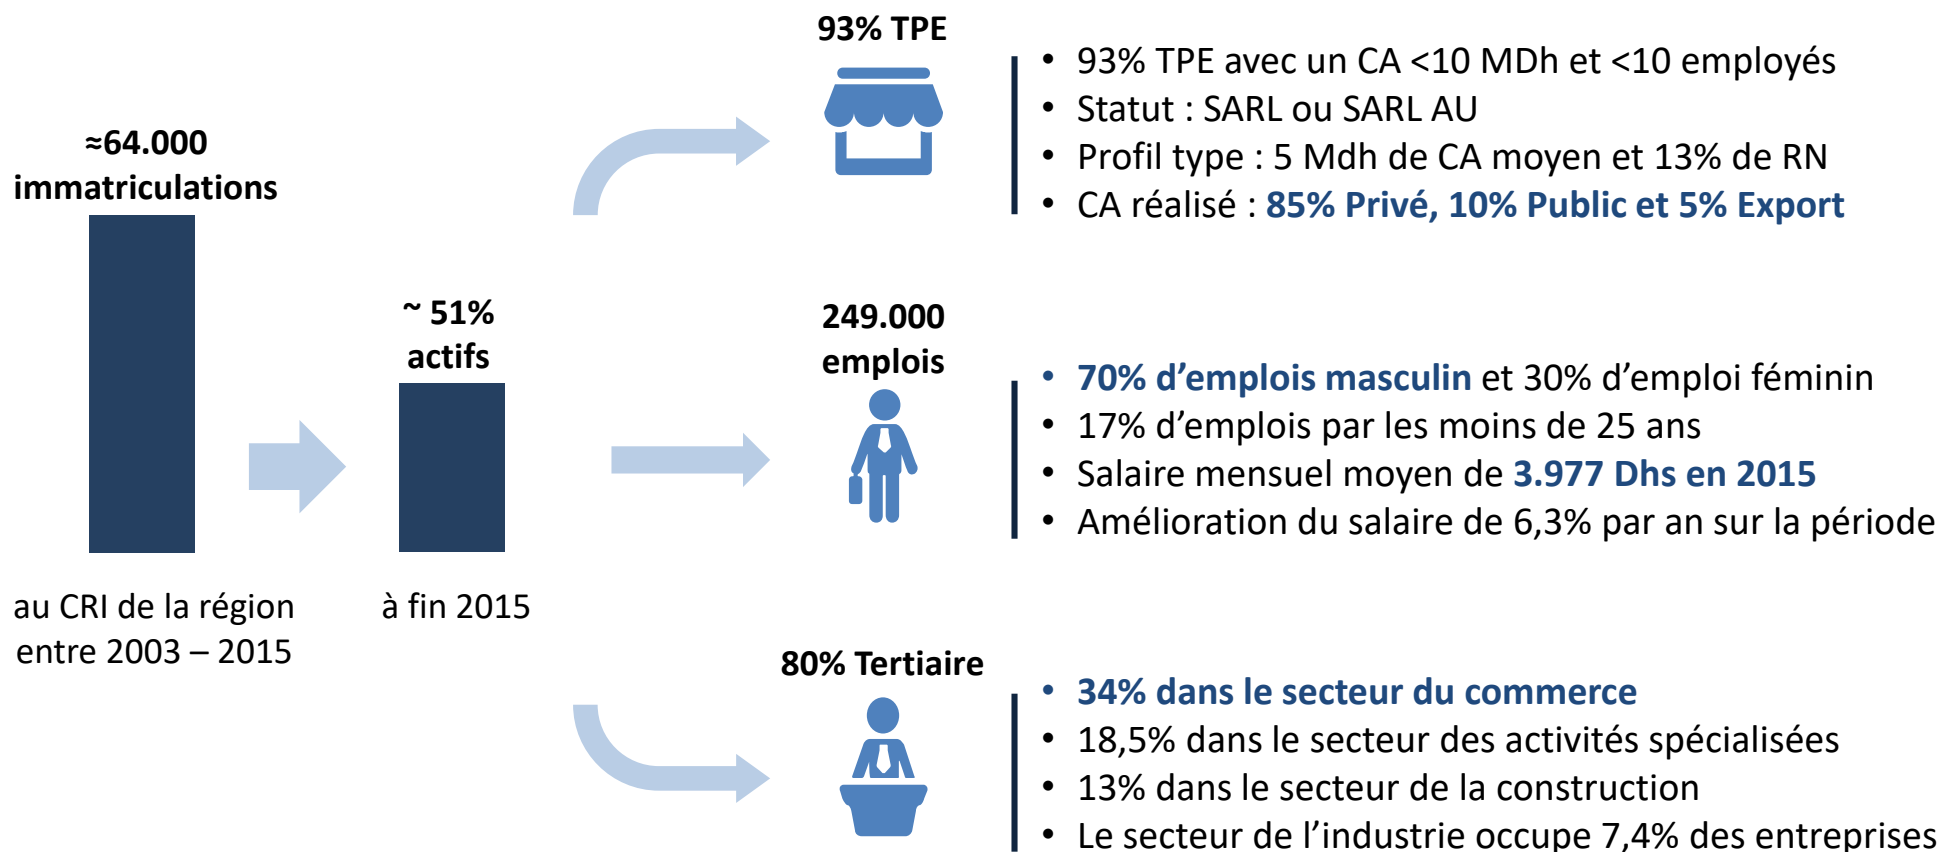 ≈64.000
immatriculations
au CRI de la région
entre 2003 – 2015
~ 51%
actifs
à fin 2015
93% TPE
• 93% TPE avec un CA <10 MDh et <10 employés
• Statut : SARL ou SARL AU
• Profil type : 5 Mdh de CA moyen et 13% de RN
• CA réalisé : 85% Privé, 10% Public et 5% Export
249.000
emplois
• 70% d’emplois masculin et 30% d’emploi féminin
• 17% d’emplois par les moins de 25 ans
• Salaire mensuel moyen de 3.977 Dhs en 2015
• Amélioration du salaire de 6,3% par an sur la période
80% Tertiaire
• 34% dans le secteur du commerce
• 18,5% dans le secteur des activités spécialisées
• 13% dans le secteur de la construction
• Le secteur de l’industrie occupe 7,4% des entreprises